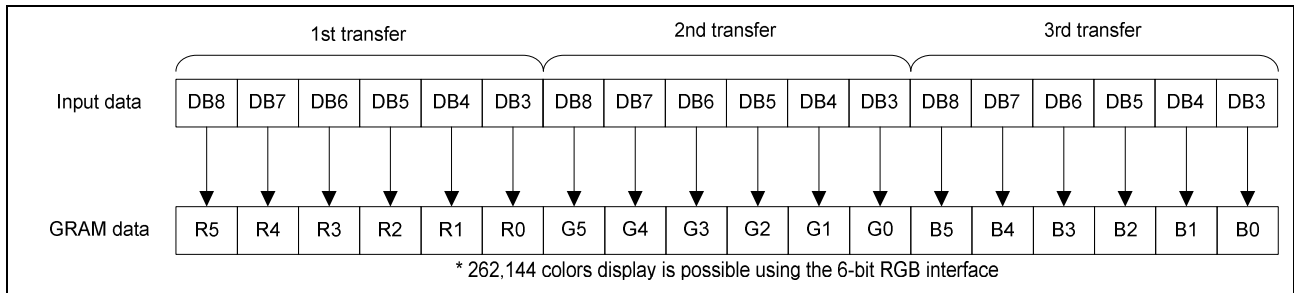 1st transfer 2nd transfer 3rd transfer
Input data DB8 DB7 DB6 DB5 DB4 DB3 DB8 DB7 DB6 DB5 DB4 DB3 DB8 DB7 DB6 DB5 DB4 DB3
GRAM data R5 R4 R3 R2 R1 R0 G5 G4 G3 G2 G1 G0 B5 B4 B3 B2 B1 B0
* 262,144 colors display is possible using the 6-bit RGB interface